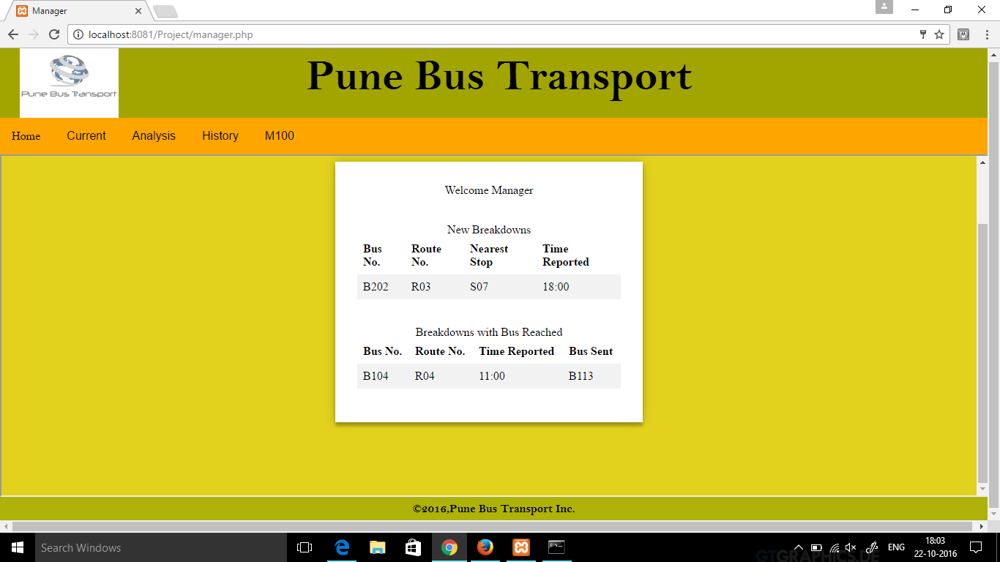 Manager
localhost:8081/Project/manager.php
Pune Bus Transport
Pune Bus Transport
Home Current Analysis History M100
Welcome Manager
New Breakdowns
Bus No. Route No. Nearest Stop Time Reported
B202 R03 S07 18:00
Breakdowns with Bus Reached
Bus No. Route No. Time Reported Bus Sent
B104 R04 11:00 B113
©2016,Pune Bus Transport Inc.
Search Windows
ENG
18:03
22-10-2016
GTGRAPHICS.DE